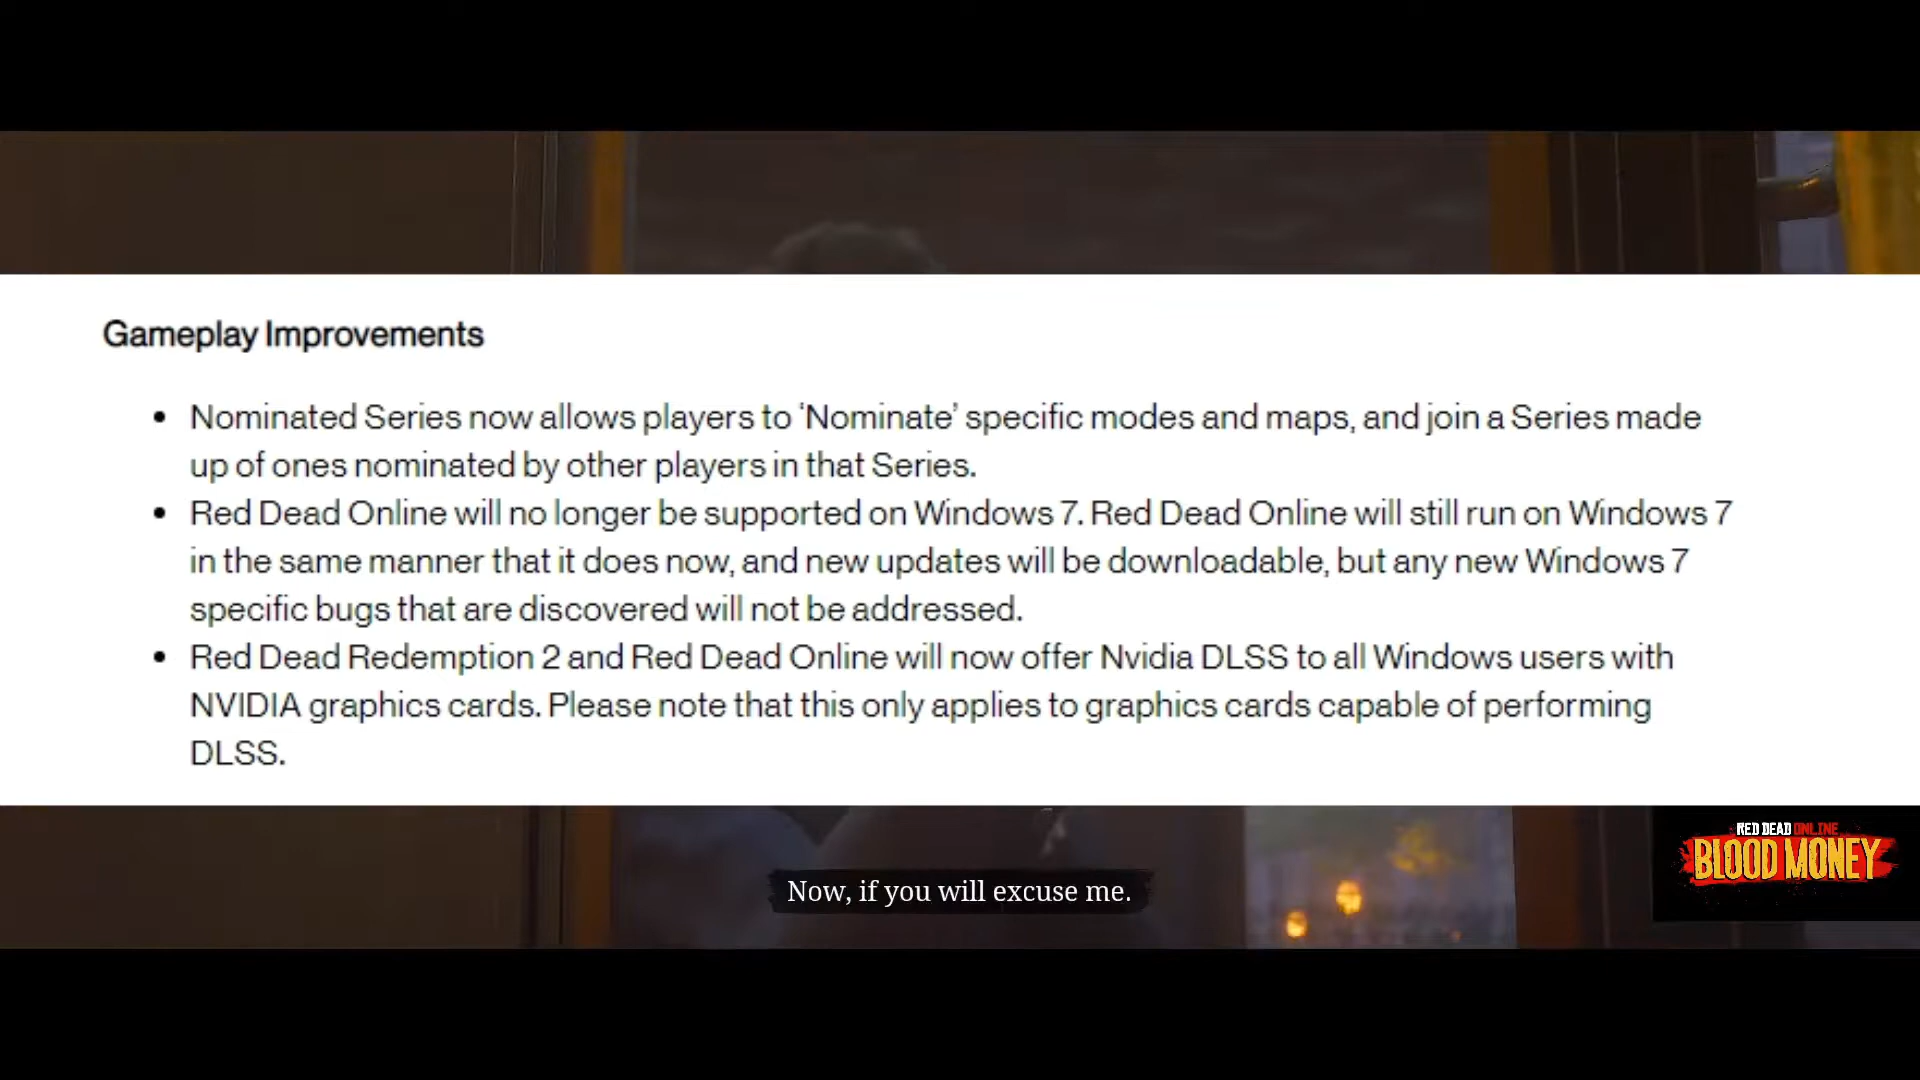 Gameplay Improvements
• Nominated Series now allows players to ‘Nominate’ specific modes and maps, and join a Series made
up of ones nominated by other players in that Series.
• Red Dead Online will no longer be supported on Windows 7. Red Dead Online will still run on Windows 7
in the same manner that it does now, and new updates will be downloadable, but any new Windows 7
specific bugs that are discovered will not be addressed.
• Red Dead Redemption 2 and Red Dead Online will now offer Nvidia DLSS to all Windows users with
NVIDIA graphics cards. Please note that this only applies to graphics cards capable of performing
DLSS.
RED DEAD ONLINE
BLOOD MONEY
Now, if you will excuse me.